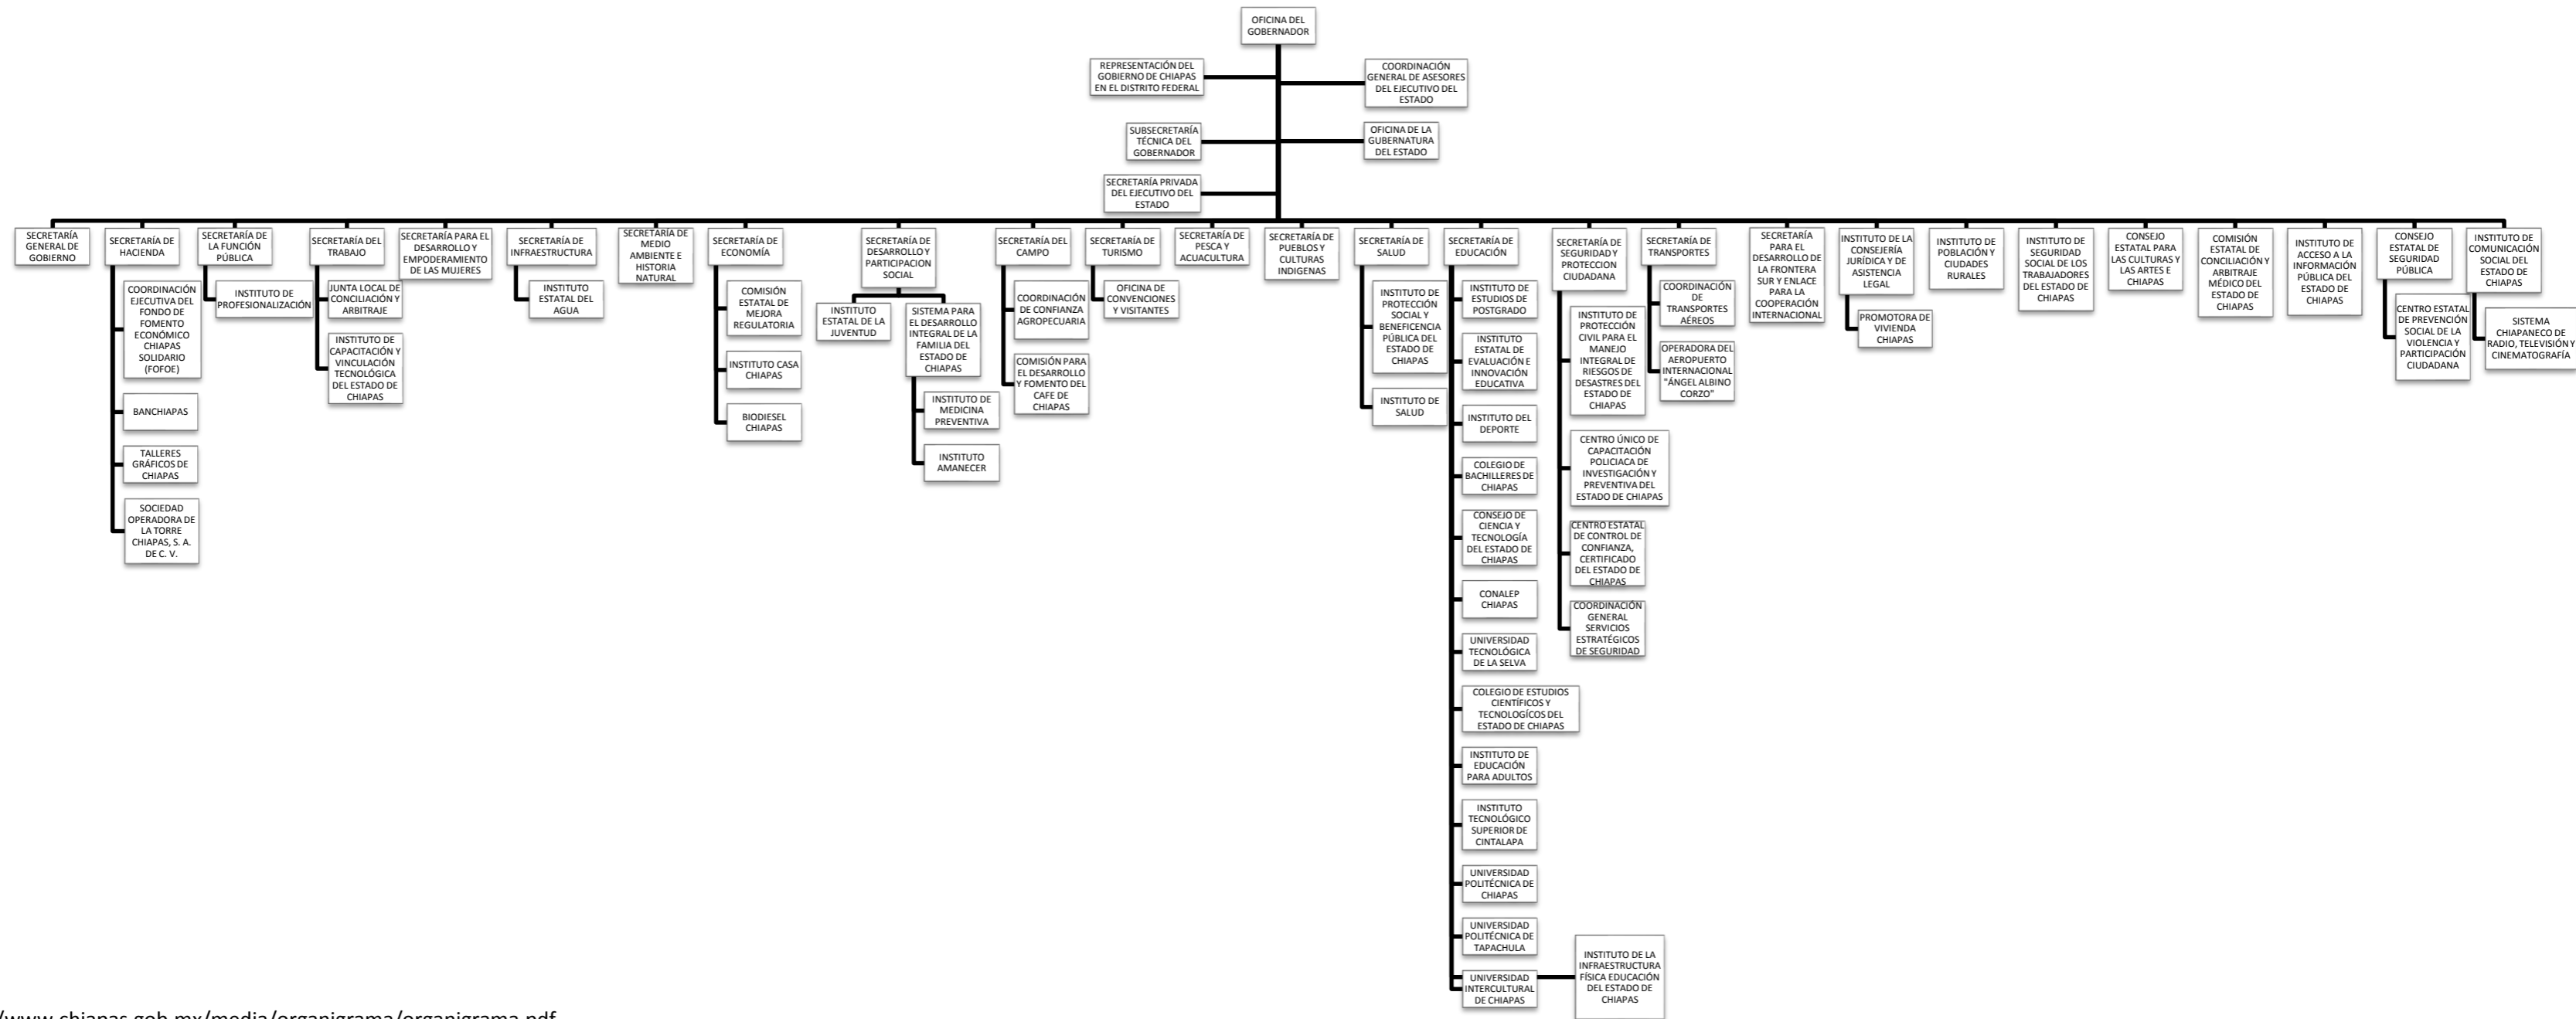 OFICINA DEL
GOBERNADOR
REPRESENTACIÓN DEL
GOBIERNO DE CHIAPAS
EN EL DISTRITO FEDERAL
COORDINACIÓN
GENERAL DE ASESORES
DEL EJECUTIVO DEL
ESTADO
SUBSECRETARÍA
TÉCNICA DEL
GOBERNADOR
OFICINA DE LA
GUBERNATURA
DEL ESTADO
SECRETARÍA PRIVADA
DEL EJECUTIVO DEL
ESTADO
SECRETARÍA
GENERAL DE
GOBIERNO
SECRETARÍA DE
HACIENDA
COORDINACIÓN
EJECUTIVA DEL
FONDO DE
FOMENTO
ECONÓMICO
CHIAPAS
SOLIDARIO
(FOFOE)
BANCHIAPAS
TALLERES
GRÁFICOS DE
CHIAPAS
SOCIEDAD
OPERADORA DE
LA TORRE
CHIAPAS, S. A.
DE C. V.
SECRETARÍA DE
LA FUNCIÓN
PÚBLICA
INSTITUTO DE
PROFESIONALIZACIÓN
SECRETARÍA DEL
TRABAJO
JUNTA LOCAL DE
CONCILIACIÓN Y
ARBITRAJE
INSTITUTO DE
CAPACITACIÓN Y
VINCULACIÓN
TECNOLÓGICA
DEL ESTADO DE
CHIAPAS
SECRETARÍA PARA EL
DESARROLLO Y
EMPODERAMIENTO
DE LAS MUJERES
SECRETARÍA DE
INFRAESTRUCTURA
INSTITUTO
ESTATAL DEL
AGUA
SECRETARÍA DE
MEDIO
AMBIENTE E
HISTORIA
NATURAL
SECRETARÍA DE
ECONOMÍA
COMISIÓN
ESTATAL DE
MEJORA
REGULATORIA
INSTITUTO CASA
CHIAPAS
BIODIESEL
CHIAPAS
SECRETARÍA DE
DESARROLLO Y
PARTICIPACION
SOCIAL
INSTITUTO
ESTATAL DE LA
JUVENTUD
SISTEMA PARA
EL DESARROLLO
INTEGRAL DE LA
FAMILIA DEL
ESTADO DE
CHIAPAS
INSTITUTO DE
MEDICINA
PREVENTIVA
INSTITUTO
AMANECER
SECRETARÍA DEL
CAMPO
COORDINACIÓN
DE CONFIANZA
AGROPECUARIA
COMISIÓN PARA
EL DESARROLLO
Y FOMENTO DEL
CAFE DE
CHIAPAS
SECRETARÍA DE
TURISMO
OFICINA DE
CONVENCIONES
Y VISITANTES
SECRETARÍA DE
PESCA Y
ACUACULTURA
SECRETARÍA DE
PUEBLOS Y
CULTURAS
INDIGENAS
SECRETARÍA DE
SALUD
INSTITUTO DE
PROTECCIÓN
SOCIAL Y
BENEFICENCIA
PÚBLICA DEL
ESTADO DE
CHIAPAS
INSTITUTO DE
SALUD
SECRETARÍA DE
EDUCACIÓN
INSTITUTO DE
ESTUDIOS DE
POSTGRADO
INSTITUTO
ESTATAL DE
EVALUACIÓN E
INNOVACIÓN
EDUCATIVA
INSTITUTO DEL
DEPORTE
COLEGIO DE
BACHILLERES DE
CHIAPAS
CONSEJO DE
CIENCIA Y
TECNOLOGÍA
DEL ESTADO DE
CHIAPAS
CONALEP
CHIAPAS
UNIVERSIDAD
TECNOLÓGICA
DE LA SELVA
COLEGIO DE ESTUDIOS
CIENTÍFICOS Y
TECNOLOGÍCOS DEL
ESTADO DE CHIAPAS
INSTITUTO DE
EDUCACIÓN
PARA ADULTOS
INSTITUTO
TECNOLÓGICO
SUPERIOR DE
CINTALAPA
UNIVERSIDAD
POLITÉCNICA DE
CHIAPAS
UNIVERSIDAD
POLITÉCNICA DE
TAPACHULA
UNIVERSIDAD
INTERCULTURAL
DE CHIAPAS
INSTITUTO DE LA
INFRAESTRUCTURA
FÍSICA EDUCACIÓN
DEL ESTADO DE
CHIAPAS
SECRETARÍA DE
SEGURIDAD Y
PROTECCION
CIUDADANA
INSTITUTO DE
PROTECCIÓN
CIVIL PARA EL
MANEJO
INTEGRAL DE
RIESGOS DE
DESASTRES DEL
ESTADO DE
CHIAPAS
CENTRO ÚNICO DE
CAPACITACIÓN
POLICIACA DE
INVESTIGACIÓN Y
PREVENTIVA DEL
ESTADO DE CHIAPAS
CENTRO ESTATAL
DE CONTROL DE
CONFIANZA,
CERTIFICADO
DEL ESTADO DE
CHIAPAS
COORDINACIÓN
GENERAL
SERVICIOS
ESTRATÉGICOS
DE SEGURIDAD
SECRETARÍA DE
TRANSPORTES
COORDINACIÓN
DE
TRANSPORTES
AÉREOS
OPERADORA DEL
AEROPUERTO
INTERNACIONAL
"ÁNGEL ALBINO
CORZO"
SECRETARÍA
PARA EL
DESARROLLO DE
LA FRONTERA
SUR Y ENLACE
PARA LA
COOPERACIÓN
INTERNACIONAL
INSTITUTO DE LA
CONSEJERÍA
JURÍDICA Y DE
ASISTENCIA
LEGAL
PROMOTORA DE
VIVIENDA
CHIAPAS
INSTITUTO DE
POBLACIÓN Y
CIUDADES
RURALES
INSTITUTO DE
SEGURIDAD
SOCIAL DE LOS
TRABAJADORES
DEL ESTADO DE
CHIAPAS
CONSEJO
ESTATAL PARA
LAS CULTURAS Y
LAS ARTES E
CHIAPAS
COMISIÓN
ESTATAL DE
CONCILIACIÓN Y
ARBITRAJE
MÉDICO DEL
ESTADO DE
CHIAPAS
INSTITUTO DE
ACCESO A LA
INFORMACIÓN
PÚBLICA DEL
ESTADO DE
CHIAPAS
CONSEJO
ESTATAL DE
SEGURIDAD
PÚBLICA
CENTRO ESTATAL
DE PREVENCIÓN
SOCIAL DE LA
VIOLENCIA Y
PARTICIPACIÓN
CIUDADANA
INSTITUTO DE
COMUNICACIÓN
SOCIAL DEL
ESTADO DE
CHIAPAS
SISTEMA
CHIAPANECO DE
RADIO, TELEVISIÓN Y
CINEMATOGRAFÍA
/www.chiapas.gob.mx/media/organigrama/organigrama.pdf